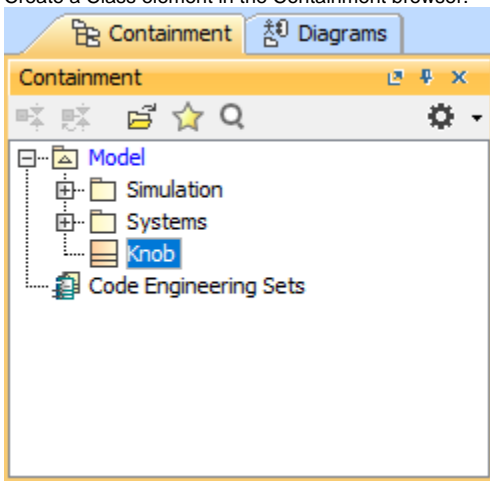 Create a Class element in the Containment browser.
Containment Diagrams
Containment
Model
Simulation
Systems
Knob
Code Engineering Sets